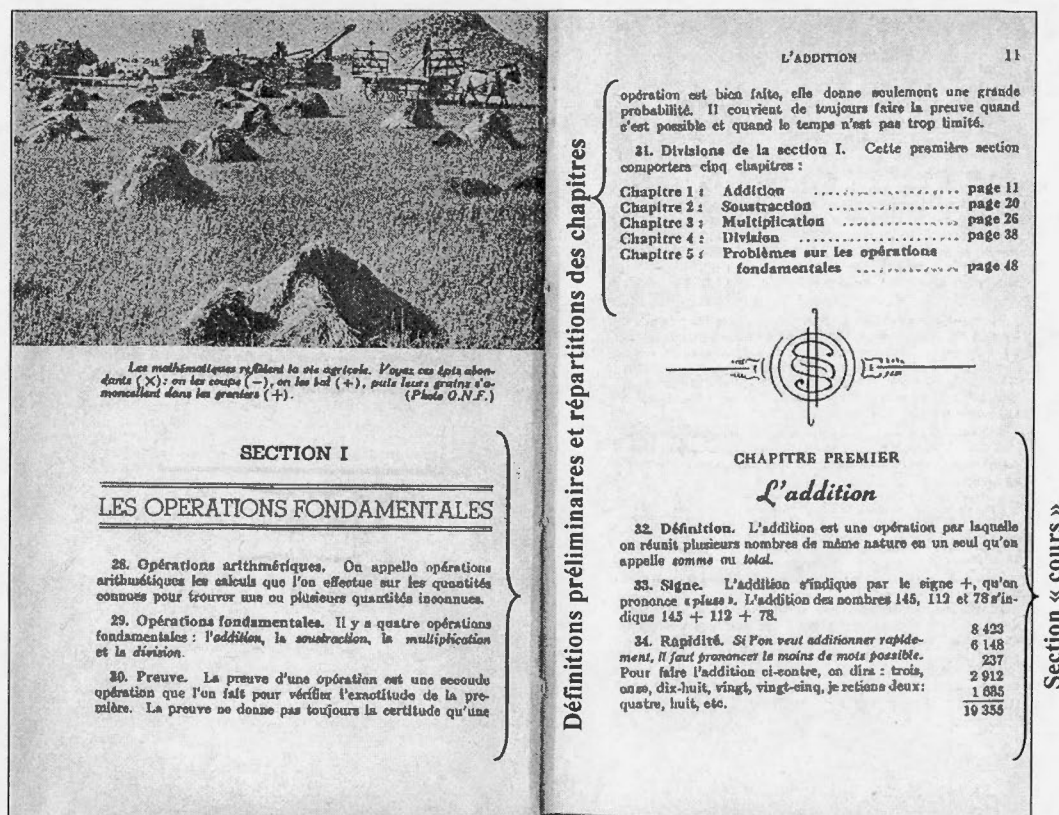 Les mathématiques reflètent la vie agricole. Voyez ces épis abon-
dants (×): on les coupe (−), on les bat (+), puis leurs grains s'a-
moncellent dans les greniers (+). (Photo O.N.F.)
SECTION I
LES OPERATIONS FONDAMENTALES
28. Opérations arithmétiques. On appelle opérations
arithmétiques les calculs que l'on effectue sur les quantités
connues pour trouver une ou plusieurs quantités inconnues.
29. Opérations fondamentales. Il y a quatre opérations
fondamentales : l'addition, la soustraction, la multiplication
et la division.
30. Preuve. La preuve d'une opération est une seconde
opération que l'on fait pour vérifier l'exactitude de la pre-
mière. La preuve ne donne pas toujours la certitude qu'une
Définitions préliminaires et répartitions des chapitres
L'ADDITION 11
opération est bien faite, elle donne seulement une grande
probabilité. Il convient de toujours faire la preuve quand
c'est possible et quand le temps n'est pas trop limité.
31. Divisions de la section I. Cette première section
comportera cinq chapitres :
Chapitre 1 : Addition .................... page 11
Chapitre 2 : Soustraction .................... page 20
Chapitre 3 : Multiplication .................... page 26
Chapitre 4 : Division .................... page 38
Chapitre 5 : Problèmes sur les opérations
fondamentales .................... page 48
CHAPITRE PREMIER
L'addition
32. Définition. L'addition est une opération par laquelle
on réunit plusieurs nombres de même nature en un seul qu'on
appelle somme ou total.
33. Signe. L'addition s'indique par le signe +, qu'on
prononce « pluse ». L'addition des nombres 145, 112 et 78 s'in-
dique 145 + 112 + 78.
34. Rapidité. Si l'on veut additionner rapide-
ment, il faut prononcer le moins de mots possible.
Pour faire l'addition ci-contre, on dira : trois,
onze, dix-huit, vingt, vingt-cinq, je retiens deux:
quatre, huit, etc.
8 423
6 148
237
2 912
1 635
19 355
Section « cours »